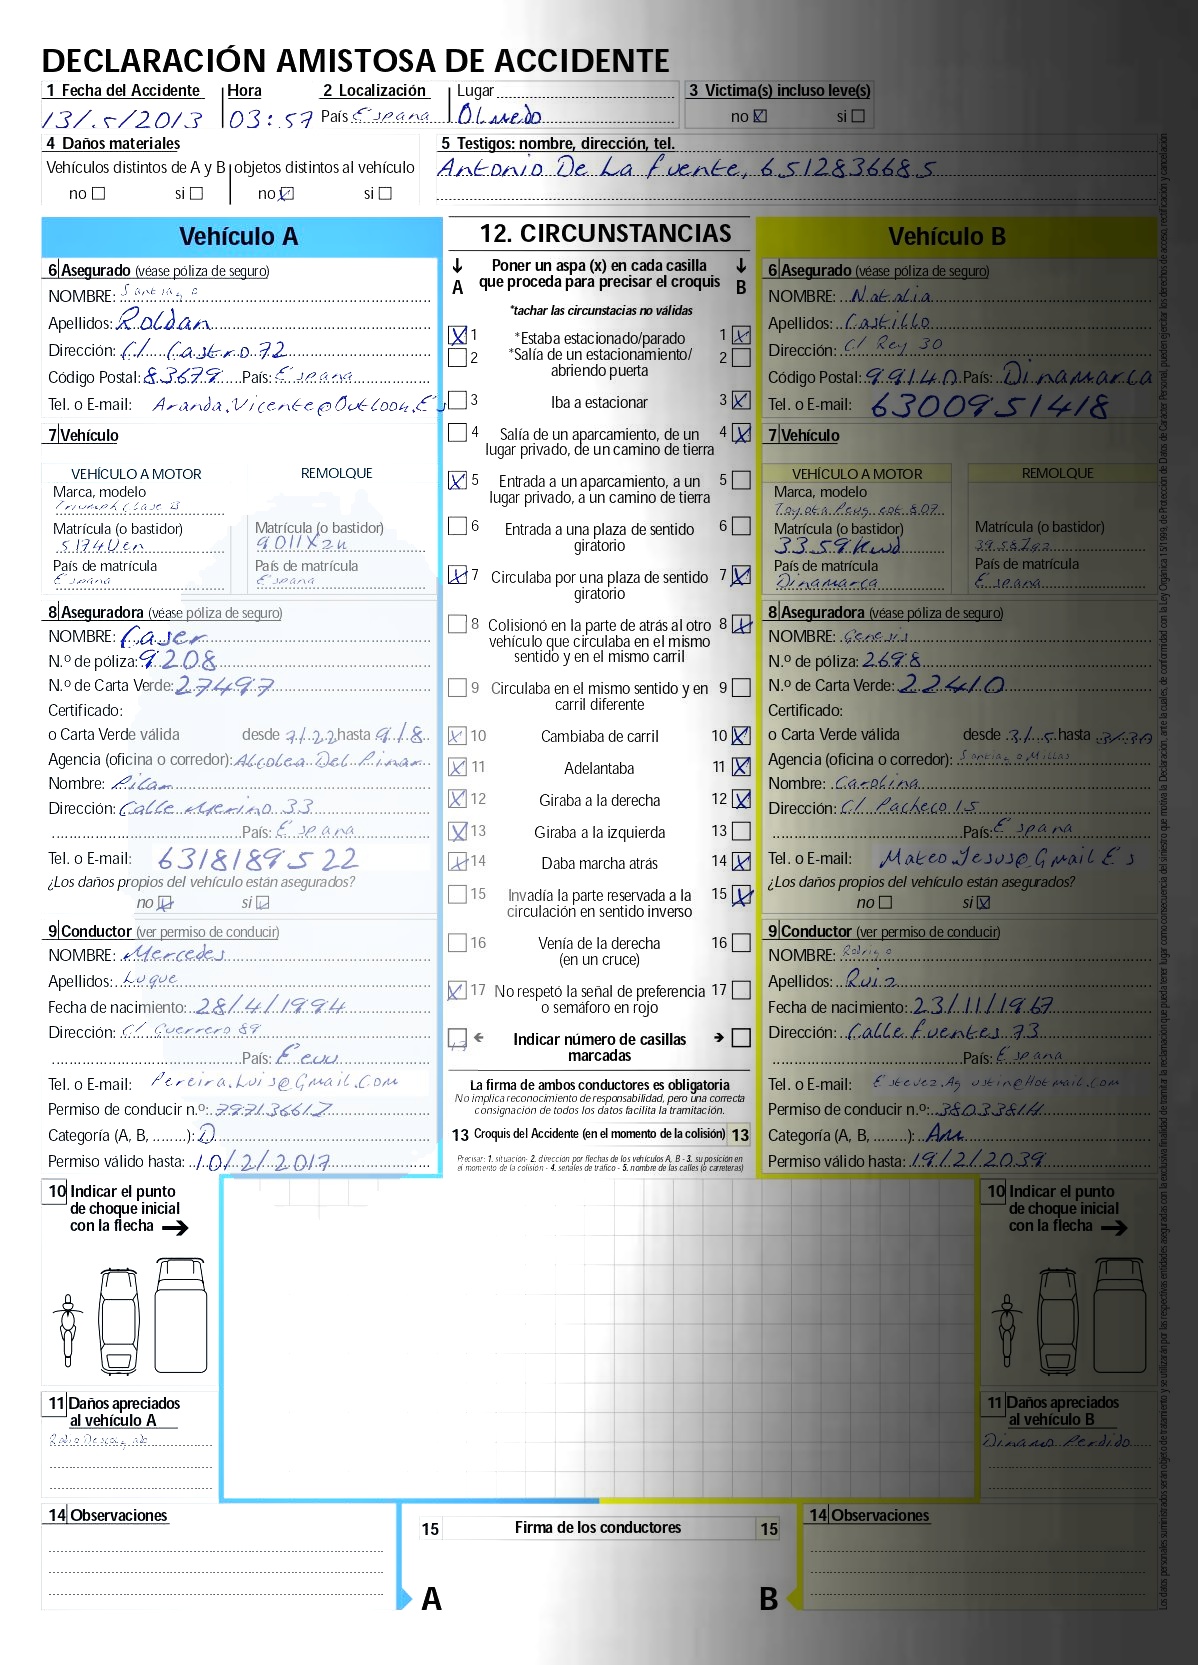 DECLARACIÓN AMISTOSA DE ACCIDENTE
1 Fecha del Accidente Hora 2 Localización Lugar 3 Victima(s) incluso leve(s)
13/5/2013 03:57 País España Olmedo no si
4 Daños materiales 5 Testigos: nombre, dirección, tel.
Vehículos distintos de A y B objetos distintos al vehículo Antonio De La Fuente, 6512836685
no si no si
Vehículo A
6 Asegurado (véase póliza de seguro)
NOMBRE: Santiago
Apellidos: Roldan
Dirección: C/ Castro 72
Código Postal: 83679 País: España
Tel. o E-mail: Aranda.Vicente@Outlook.Es
7 Vehículo
VEHÍCULO A MOTOR REMOLQUE
Marca, modelo
Triumph Clase B
Matrícula (o bastidor) Matrícula (o bastidor)
5174Uen 9011Xzn
País de matrícula País de matrícula
España España
8 Aseguradora (véase póliza de seguro)
NOMBRE: Caser
N.º de póliza: 9208
N.º de Carta Verde: 27497
Certificado:
o Carta Verde válida desde 7/22 hasta 9/8
Agencia (oficina o corredor): Alcolea Del Pinar
Nombre: Pilar
Dirección: Calle Merino 33
País: España
Tel. o E-mail: 6318189522
¿Los daños propios del vehículo están asegurados?
no si
9 Conductor (ver permiso de conducir)
NOMBRE: Mercedes
Apellidos: Luque
Fecha de nacimiento: 28/4/1994
Dirección: C/ Guerrero 89
País: Eeuu
Tel. o E-mail: Pereira.Luis@Gmail.Com
Permiso de conducir n.º: 79713661Z
Categoría (A, B, ........): D
Permiso válido hasta: 10/2/2017
12. CIRCUNSTANCIAS
A Poner un aspa (x) en cada casilla que proceda para precisar el croquis B
*tachar las circunstacias no válidas
1 *Estaba estacionado/parado 1
2 *Salía de un estacionamiento/ 2
abriendo puerta
3 Iba a estacionar 3
4 Salía de un aparcamiento, de un 4
lugar privado, de un camino de tierra
5 Entrada a un aparcamiento, a un 5
lugar privado, a un camino de tierra
6 Entrada a una plaza de sentido 6
giratorio
7 Circulaba por una plaza de sentido 7
giratorio
8 Colisionó en la parte de atrás al otro 8
vehículo que circulaba en el mismo
sentido y en el mismo carril
9 Circulaba en el mismo sentido y en 9
carril diferente
10 Cambiaba de carril 10
11 Adelantaba 11
12 Giraba a la derecha 12
13 Giraba a la izquierda 13
14 Daba marcha atrás 14
15 Invadía la parte reservada a la 15
circulación en sentido inverso
16 Venía de la derecha 16
(en un cruce)
17 No respetó la señal de preferencia 17
o semáforo en rojo
Indicar número de casillas
marcadas
La firma de ambos conductores es obligatoria
No implica reconocimiento de responsabilidad, pero una correcta
consignacion de todos los datos facilita la tramitación.
13 Croquis del Accidente (en el momento de la colisión) 13
Precisar: 1. situación- 2. dirección por flechas de los vehículos A, B - 3. su posición en
el momento de la colisión - 4. señales de tráfico - 5. nombre de las calles (o carreteras)
Vehículo B
6 Asegurado (véase póliza de seguro)
NOMBRE: Natalia
Apellidos: Castillo
Dirección: C/ Rey 30
Código Postal: 99140 País: Dinamarca
Tel. o E-mail: 6300951418
7 Vehículo
VEHÍCULO A MOTOR REMOLQUE
Marca, modelo
Toyota Peugeot 807
Matrícula (o bastidor) Matrícula (o bastidor)
3359Kwd 3958Zgz
País de matrícula País de matrícula
Dinamarca España
8 Aseguradora (véase póliza de seguro)
NOMBRE: Genesis
N.º de póliza: 2698
N.º de Carta Verde: 22410
Certificado:
o Carta Verde válida desde 31/5 hasta 3/30
Agencia (oficina o corredor): Santiago Millas
Nombre: Carolina
Dirección: C/ Pacheco 15
País: España
Tel. o E-mail: MateoJesus@Gmail.Es
¿Los daños propios del vehículo están asegurados?
no si
9 Conductor (ver permiso de conducir)
NOMBRE: Rodrigo
Apellidos: Ruiz
Fecha de nacimiento: 23/11/1967
Dirección: Calle Fuentes 73
País: España
Tel. o E-mail: Estevez.Agustin@Hotmail.Com
Permiso de conducir n.º: 38033814
Categoría (A, B, ........): Am
Permiso válido hasta: 19/2/2039
10 Indicar el punto
de choque inicial
con la flecha
11 Daños apreciados
al vehículo A
Radio Descolgado
14 Observaciones
15 Firma de los conductores 15
A B
10 Indicar el punto
de choque inicial
con la flecha
11 Daños apreciados
al vehículo B
Dinamo Perdido
14 Observaciones